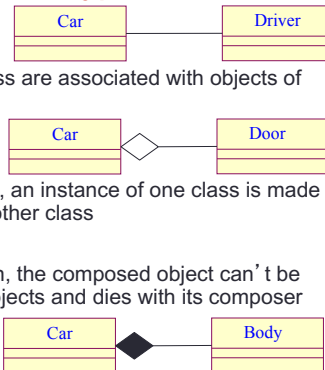 Car Driver
ss are associated with objects of
Car Door
, an instance of one class is made
other class
n, the composed object can't be
jects and dies with its composer
Car Body